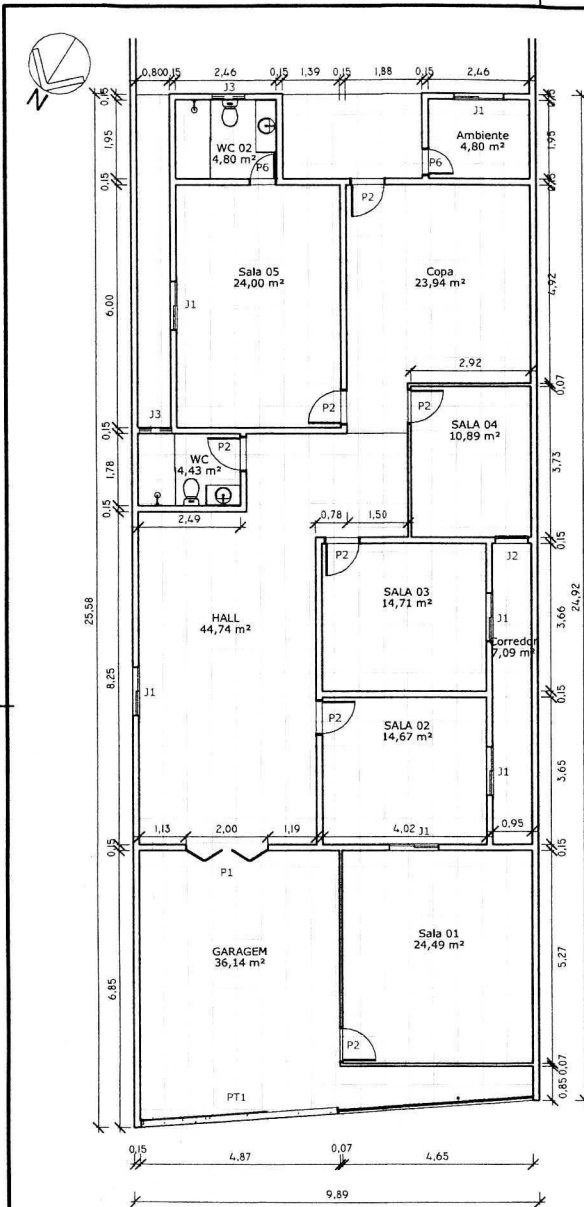 N
0,80
0,15
2,46
0,15
1,39
0,15
1,88
0,15
2,46
J3
J1
0,15
1,95
0,15
6,00
0,15
1,78
0,15
8,25
0,15
6,85
25,58
WC 02
4,80 m²
P6
Ambiente
4,80 m²
P6
P2
Sala 05
24,00 m²
J1
P2
Copa
23,94 m²
2,92
P2
SALA 04
10,89 m²
J3
P2
WC
4,43 m²
2,49
0,78
1,50
J2
P2
SALA 03
14,71 m²
J1
Corredor
7,09 m²
HALL
44,74 m²
J1
P2
SALA 02
14,67 m²
J1
1,13
2,00
1,19
4,02
J1
0,95
P1
GARAGEM
36,14 m²
Sala 01
24,49 m²
P2
PT1
0,15
1,95
0,15
4,92
0,07
3,73
0,15
3,66
0,15
3,65
0,15
5,27
0,07
0,85
24,92
0,15
4,87
0,07
4,65
9,89